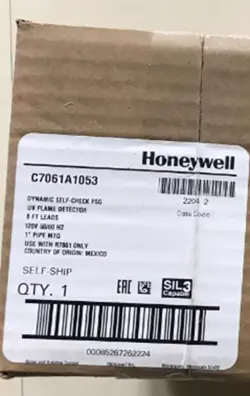 Honeywell
C7061A1053
2204 2
Date Code
DYNAMIC SELF-CHECK FSG
UV FLAME DETECTOR
8 FT LEADS
120V 50/60 HZ
1" PIPE MTG
USE WITH R7861 ONLY
COUNTRY OF ORIGIN: MEXICO
SELF-SHIP
QTY. 1
EAC
SIL 3
Capable
00085267262224